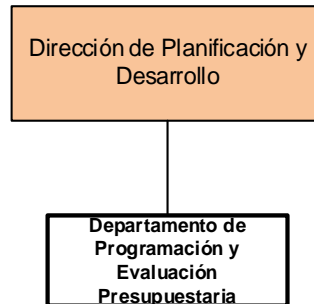 Dirección de Planificación y
Desarrollo
Departamento de
Programación y
Evaluación
Presupuestaria